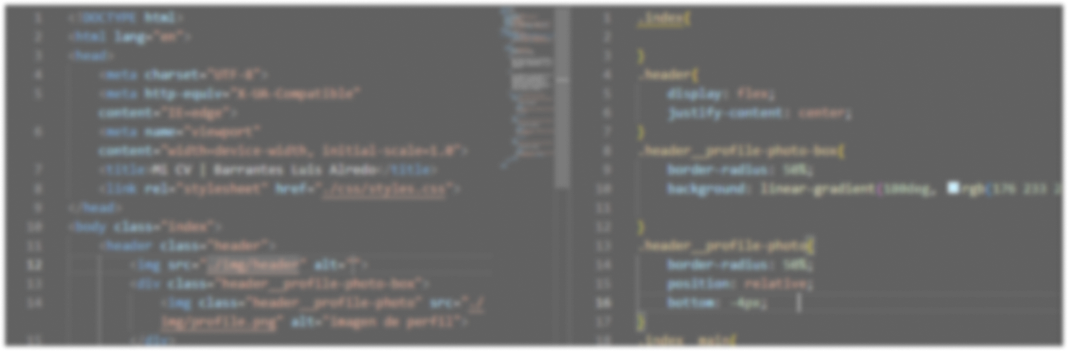 1 <!DOCTYPE html>
2 <html lang="en">
3 <head>
4 <meta charset="UTF-8">
5 <meta http-equiv="X-UA-Compatible"
content="IE=edge">
6 <meta name="viewport"
content="width=device-width, initial-scale=1.0">
7 <title>Mi CV | Barrantes Luis Alredo</title>
8 <link rel="stylesheet" href="./css/styles.css">
9 </head>
10 <body class="index">
11 <header class="header">
12 <img src="./img/header" alt="">
13 <div class="header__profile-photo-box">
14 <img class="header__profile-photo" src="./
img/profile.png" alt="imagen de perfil">
15 </div>
1 .index{
2
3 }
4 .header{
5 display: flex;
6 justify-content: center;
7 }
8 .header__profile-photo-box{
9 border-radius: 50%;
10 background: linear-gradient(180deg, rgb(176 233 2
11
12 }
13 .header__profile-photo{
14 border-radius: 50%;
15 position: relative;
16 bottom: -4px;
17 }
18 .index__main{